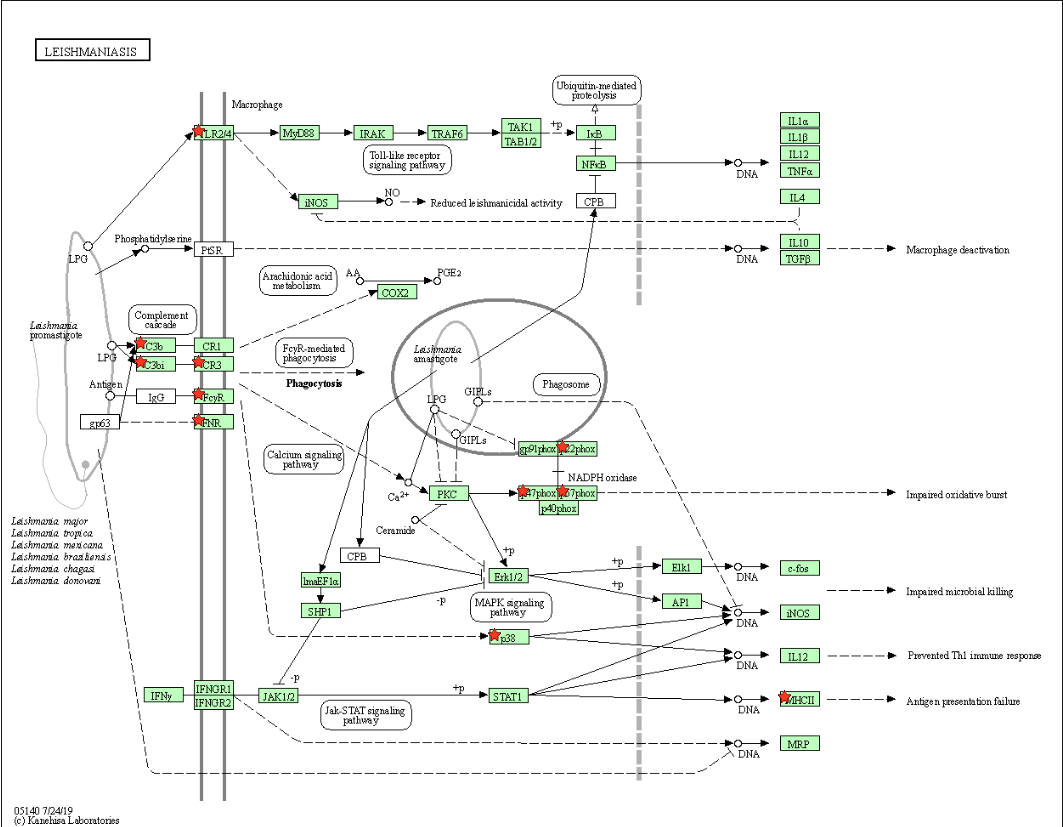 LEISHMANIASIS
Macrophage
Ubiquitin-mediated
proteolysis
TLR2/4
MyD88
IRAK
TRAF6
TAK1
TAB1/2
+p
IκB
NFκB
DNA
IL1α
IL1β
IL12
TNFα
Toll-like receptor
signaling pathway
iNOS
NO
Reduced leishmanicidal activity
CPB
IL4
LPG
Phosphatidylserine
PtSR
DNA
IL10
TGFβ
Macrophage deactivation
Arachidonic acid
metabolism
AA
PGE2
COX2
Leishmania
promastigote
Complement
cascade
LPG
C3b
CR1
C3bi
CR3
FcγR-mediated
phagocytosis
Phagocytosis
Leishmania
amastigote
Phagosome
Antigen
IgG
FcγR
gp63
FNR
LPG
GIPLs
GIPLs
gp91phox
p22phox
Calcium signaling
pathway
Ca2+
PKC
NADPH oxidase
p47phox
p67phox
p40phox
Impaired oxidative burst
Ceramide
Leishmania major
Leishmania tropica
Leishmania mexicana
Leishmania braziliensis
Leishmania chagasi
Leishmania donovani
CPB
+p
lmaEF1α
SHP1
-p
Erk1/2
+p
+p
Elk1
DNA
c-fos
AP1
Impaired microbial killing
MAPK signaling
pathway
iNOS
DNA
p38
IL12
DNA
Prevented Th1 immune response
-p
IFNγ
IFNGR1
IFNGR2
JAK1/2
+p
STAT1
DNA
MHCII
Antigen presentation failure
Jak-STAT signaling
pathway
DNA
MRP
05140 7/24/19
(c) Kanehisa Laboratories